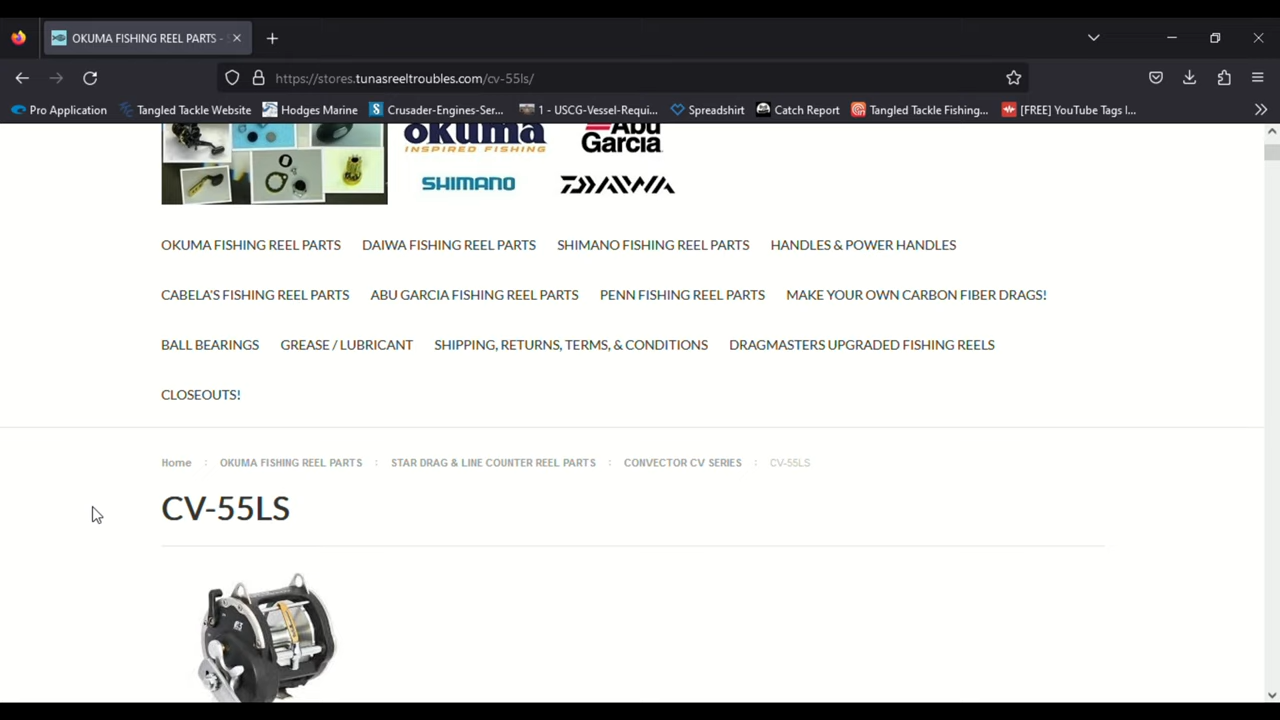 OKUMA FISHING REEL PARTS -
https://stores.tunasreeltroubles.com/cv-55ls/
Pro Application Tangled Tackle Website Hodges Marine Crusader-Engines-Ser... 1 - USCG-Vessel-Requi... Spreadshirt Catch Report Tangled Tackle Fishing... [FREE] YouTube Tags I...
okuma Abu
INSPIRED FISHING Garcia
SHIMANO DAIWA
OKUMA FISHING REEL PARTS DAIWA FISHING REEL PARTS SHIMANO FISHING REEL PARTS HANDLES & POWER HANDLES
CABELA'S FISHING REEL PARTS ABU GARCIA FISHING REEL PARTS PENN FISHING REEL PARTS MAKE YOUR OWN CARBON FIBER DRAGS!
BALL BEARINGS GREASE / LUBRICANT SHIPPING, RETURNS, TERMS, & CONDITIONS DRAGMASTERS UPGRADED FISHING REELS
CLOSEOUTS!
Home : OKUMA FISHING REEL PARTS : STAR DRAG & LINE COUNTER REEL PARTS : CONVECTOR CV SERIES : CV-55LS
CV-55LS